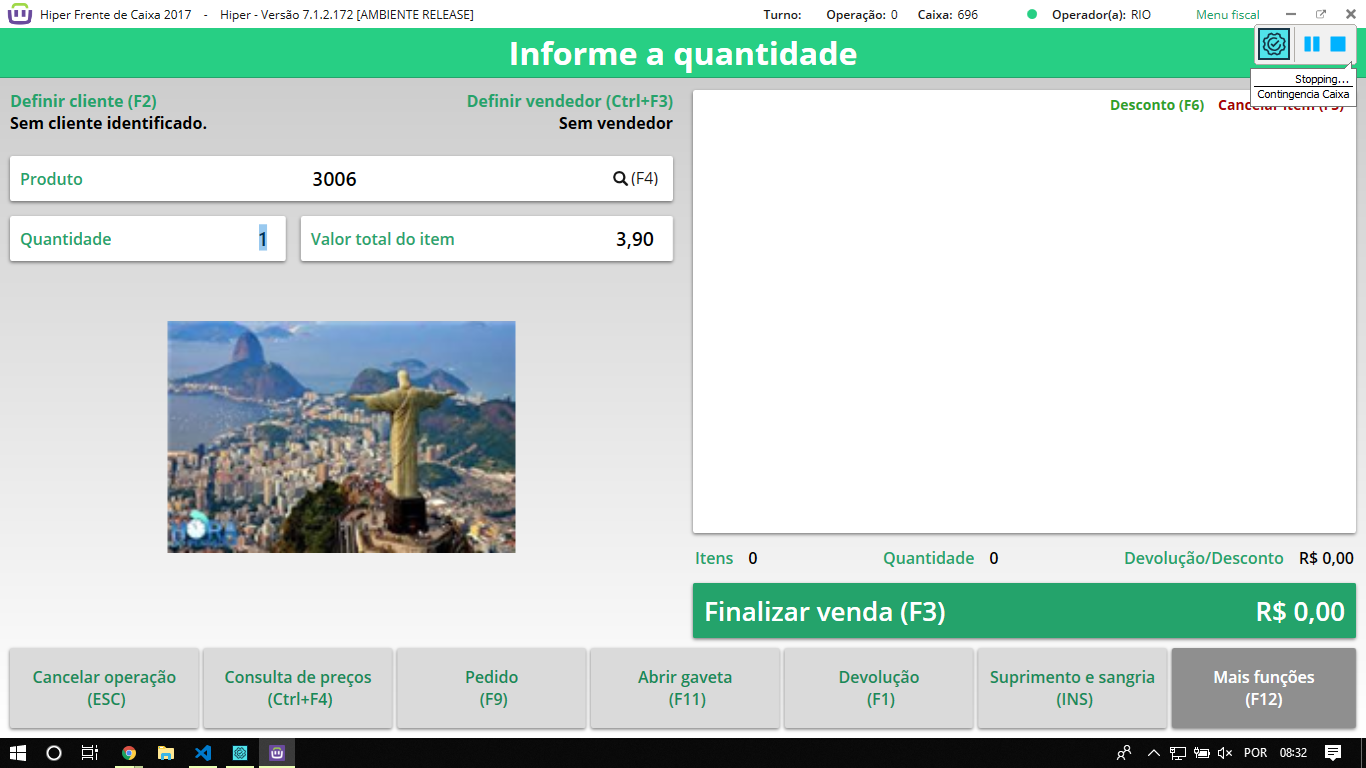 Hiper Frente de Caixa 2017 - Hiper - Versão 7.1.2.172 [AMBIENTE RELEASE] Turno: Operação: 0 Caixa: 696 Operador(a): RIO Menu fiscal
Informe a quantidade
Stopping...
Contingencia Caixa
Definir cliente (F2) Definir vendedor (Ctrl+F3)
Sem cliente identificado. Sem vendedor
Desconto (F6) Cancelar item (F5)
Produto 3006 (F4)
Quantidade 1 Valor total do item 3,90
HORA
Itens 0 Quantidade 0 Devolução/Desconto R$ 0,00
Finalizar venda (F3) R$ 0,00
Cancelar operação
(ESC)
Consulta de preços
(Ctrl+F4)
Pedido
(F9)
Abrir gaveta
(F11)
Devolução
(F1)
Suprimento e sangria
(INS)
Mais funções
(F12)
POR 08:32